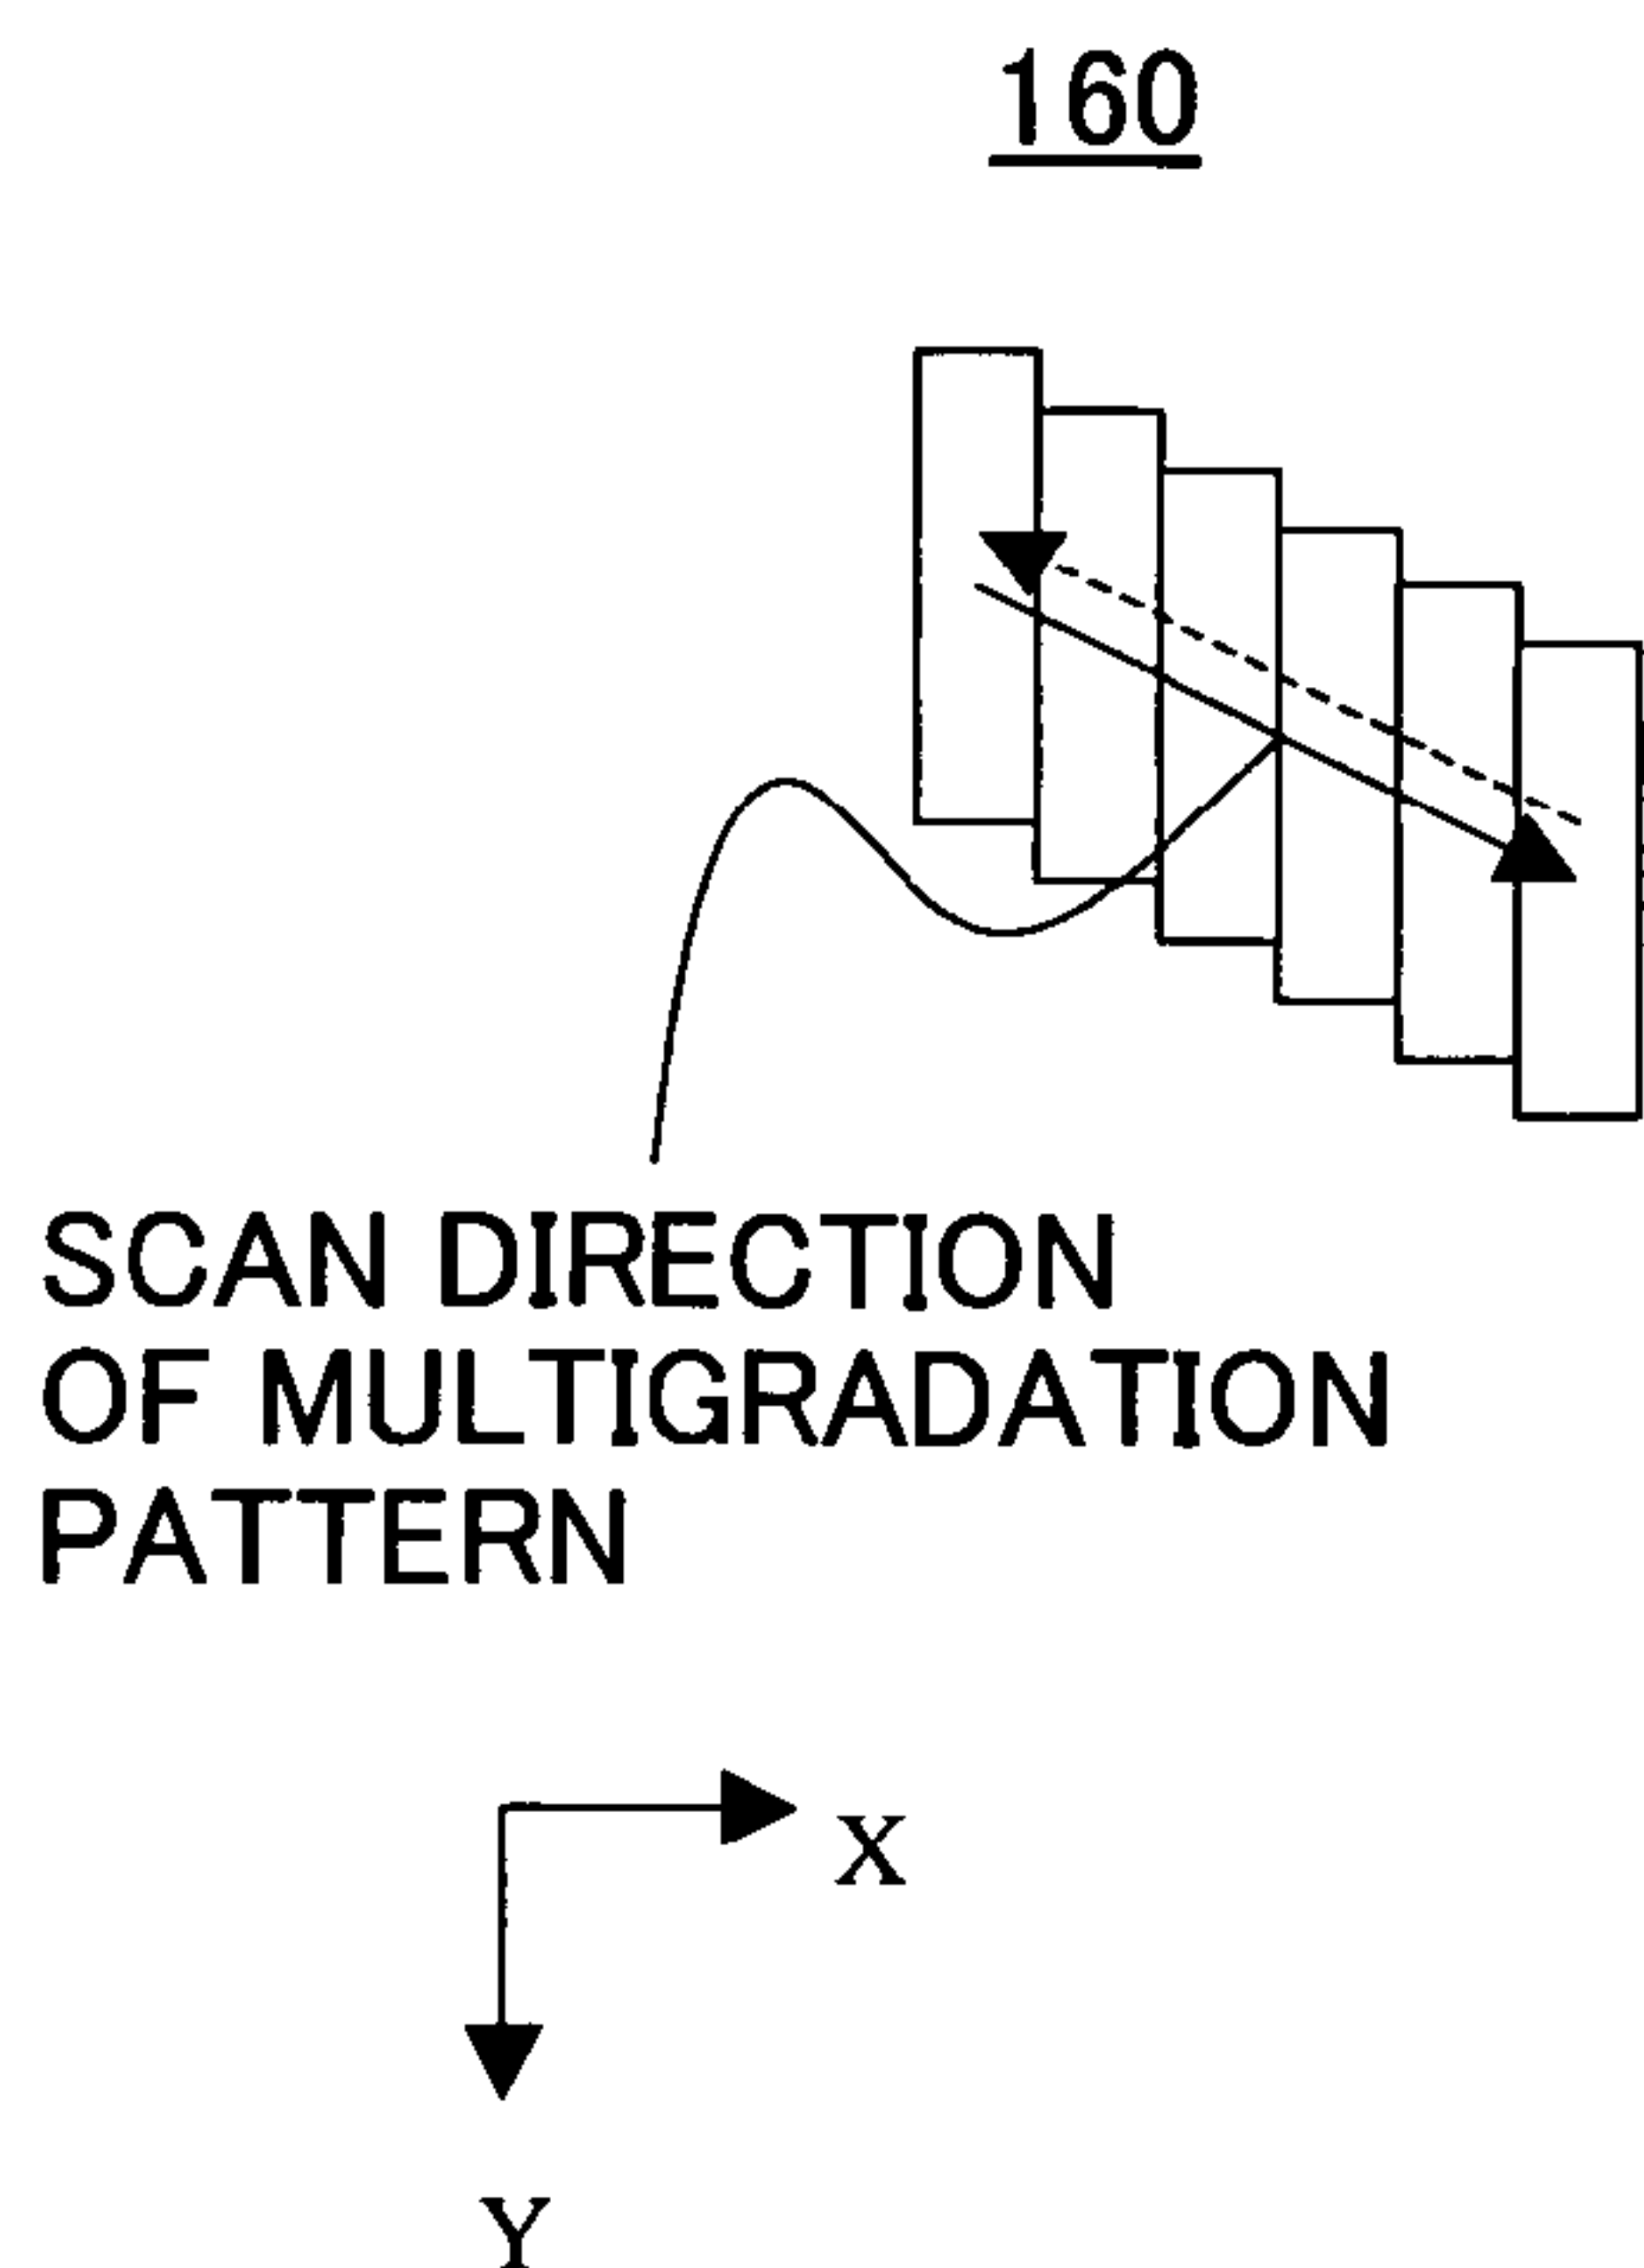 160
SCAN DIRECTION
OF MULTIGRADATION
PATTERN
X
Y